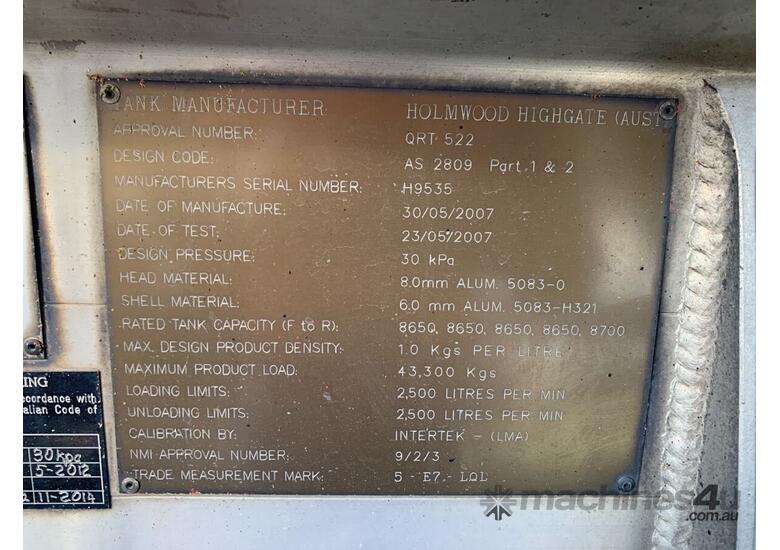 TANK MANUFACTURER HOLMWOOD HIGHGATE (AUST)
APPROVAL NUMBER: QRT 522
DESIGN CODE: AS 2809 Part 1 & 2
MANUFACTURERS SERIAL NUMBER: H9535
DATE OF MANUFACTURE: 30/05/2007
DATE OF TEST: 23/05/2007
DESIGN PRESSURE: 30 kPa
HEAD MATERIAL: 8.0mm ALUM. 5083-0
SHELL MATERIAL: 6.0 mm ALUM. 5083-H321
RATED TANK CAPACITY (F to R): 8650, 8650, 8650, 8650, 8700
MAX. DESIGN PRODUCT DENSITY: 1.0 Kgs PER LITRE
MAXIMUM PRODUCT LOAD: 43,300 Kgs
LOADING LIMITS: 2,500 LITRES PER MIN
UNLOADING LIMITS: 2,500 LITRES PER MIN
CALIBRATION BY: INTERTEK - (LMA)
NMI APPROVAL NUMBER: 9/2/3
TRADE MEASUREMENT MARK: 5 - E7 - LQL
ING
ccordance with
alian Code of
30kpa
5-2012
11-2014
machines4u